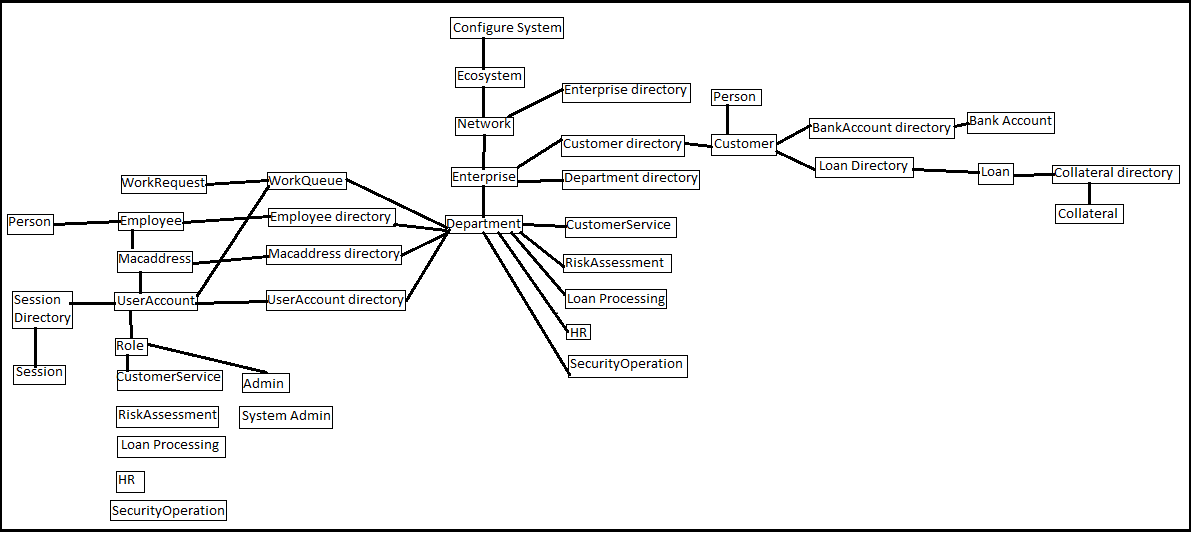 Configure System
Ecosystem
Enterprise directory
Person
Network
Bank Account
BankAccount directory
Customer directory
Customer
Loan Directory
Loan
Collateral directory
Enterprise
Department directory
WorkRequest
WorkQueue
Collateral
Person
Employee
Employee directory
Department
CustomerService
Macaddress
Macaddress directory
RiskAssessment
Session
Directory
UserAccount
UserAccount directory
Loan Processing
HR
Role
SecurityOperation
Session
CustomerService
Admin
RiskAssessment
System Admin
Loan Processing
HR
SecurityOperation